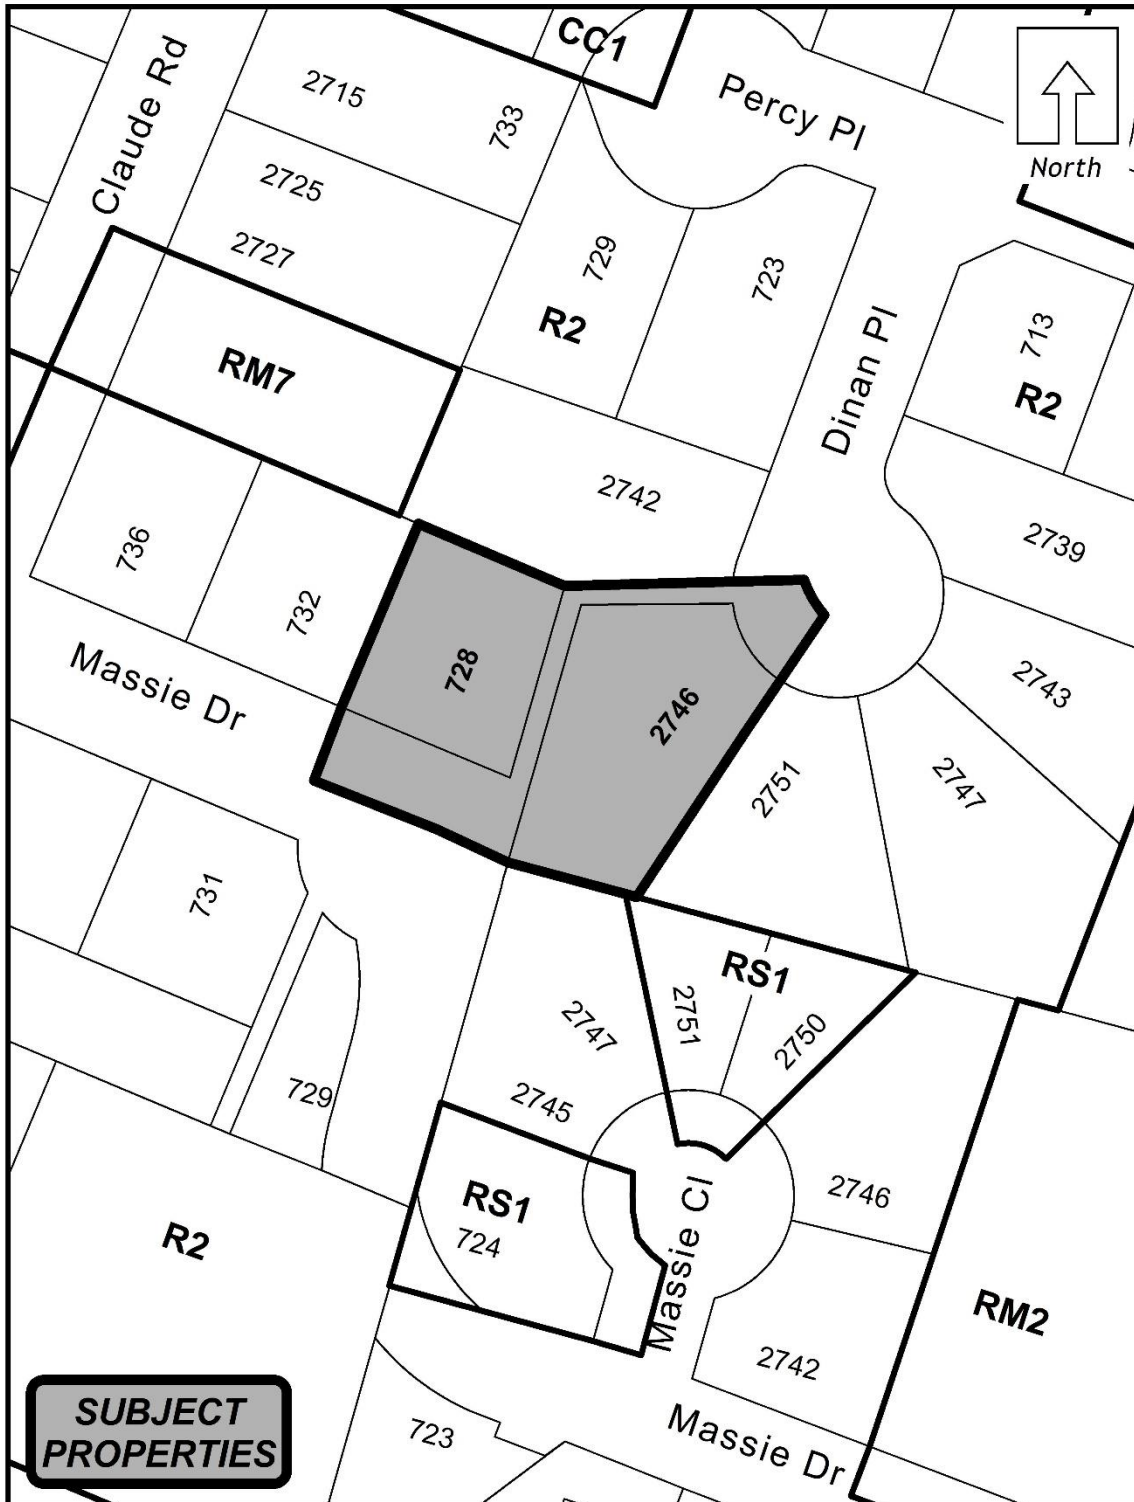 CC1
2715
733
Percy Pl
Claude Rd
North
2725
2727
729
723
R2
713
RM7
Dinan Pl
R2
2742
736
2739
732
728
2743
Massie Dr
2746
2751
2747
731
RS1
2751
2747
2750
729
2745
2746
RS1
724
Massie Cl
R2
RM2
2742
SUBJECT
PROPERTIES
723
Massie Dr